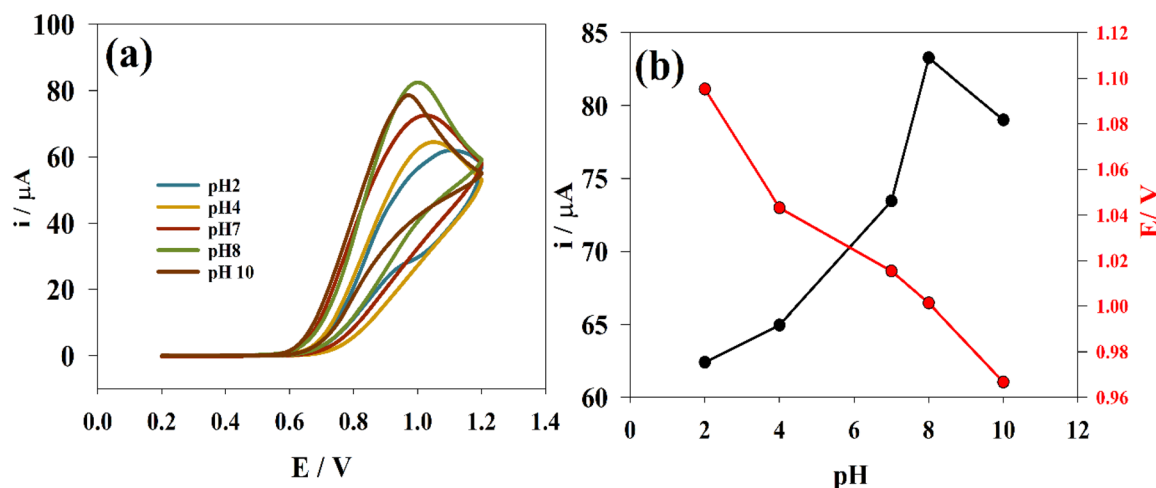 (a)
100
80
60
40
20
0
i / μA
pH2
pH4
pH7
pH8
pH 10
0.0 0.2 0.4 0.6 0.8 1.0 1.2 1.4
E / V
(b)
85
80
75
70
65
60
i / μA
1.12
1.10
1.08
1.06
1.04
1.02
1.00
0.98
0.96
E/ V
0 2 4 6 8 10 12
pH